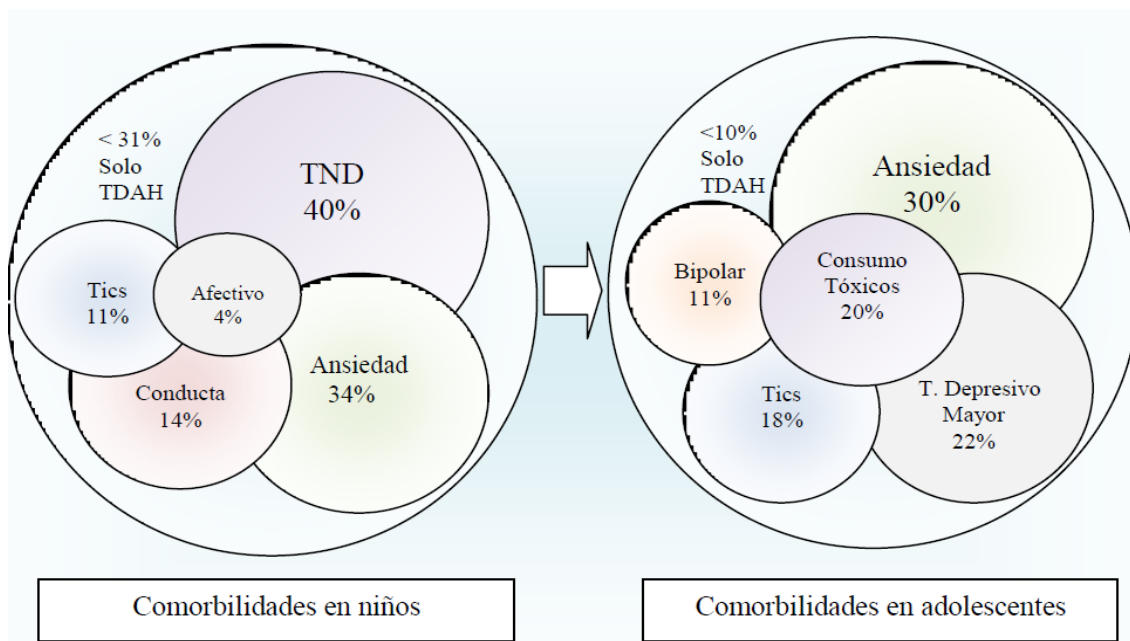 < 31%
Solo
TDAH
TND
40%
Tics
11%
Afectivo
4%
Ansiedad
34%
Conducta
14%
Comorbilidades en niños
<10%
Solo
TDAH
Ansiedad
30%
Bipolar
11%
Consumo
Tóxicos
20%
Tics
18%
T. Depresivo
Mayor
22%
Comorbilidades en adolescentes